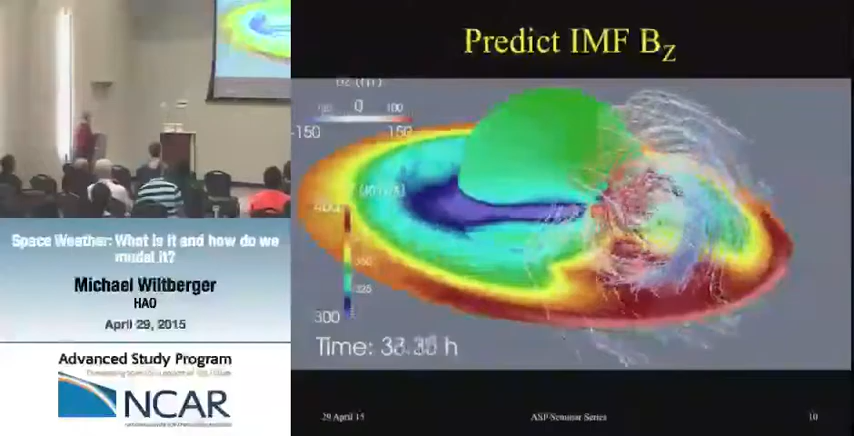 Predict IMF BZ
0
100
-150
150
400
350
325
300
Time: 33.38 h
Space Weather: What is it and how do we
model it?
Michael Wiltberger
HAO
April 29, 2015
Advanced Study Program
NCAR
29 April 15
ASP Seminar Series
10